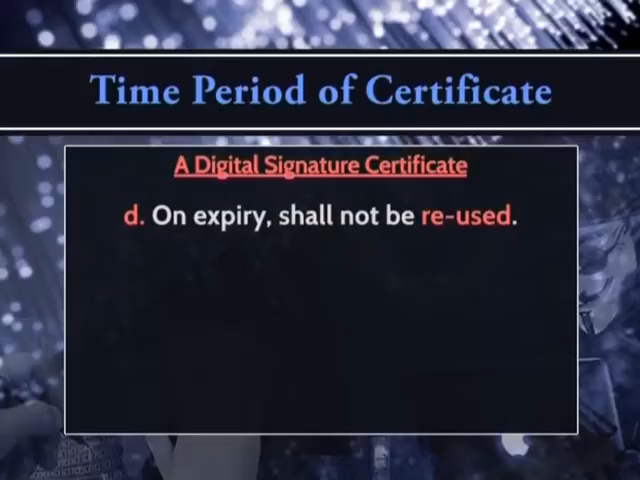 Time Period of Certificate
A Digital Signature Certificate
d. On expiry, shall not be re-used.